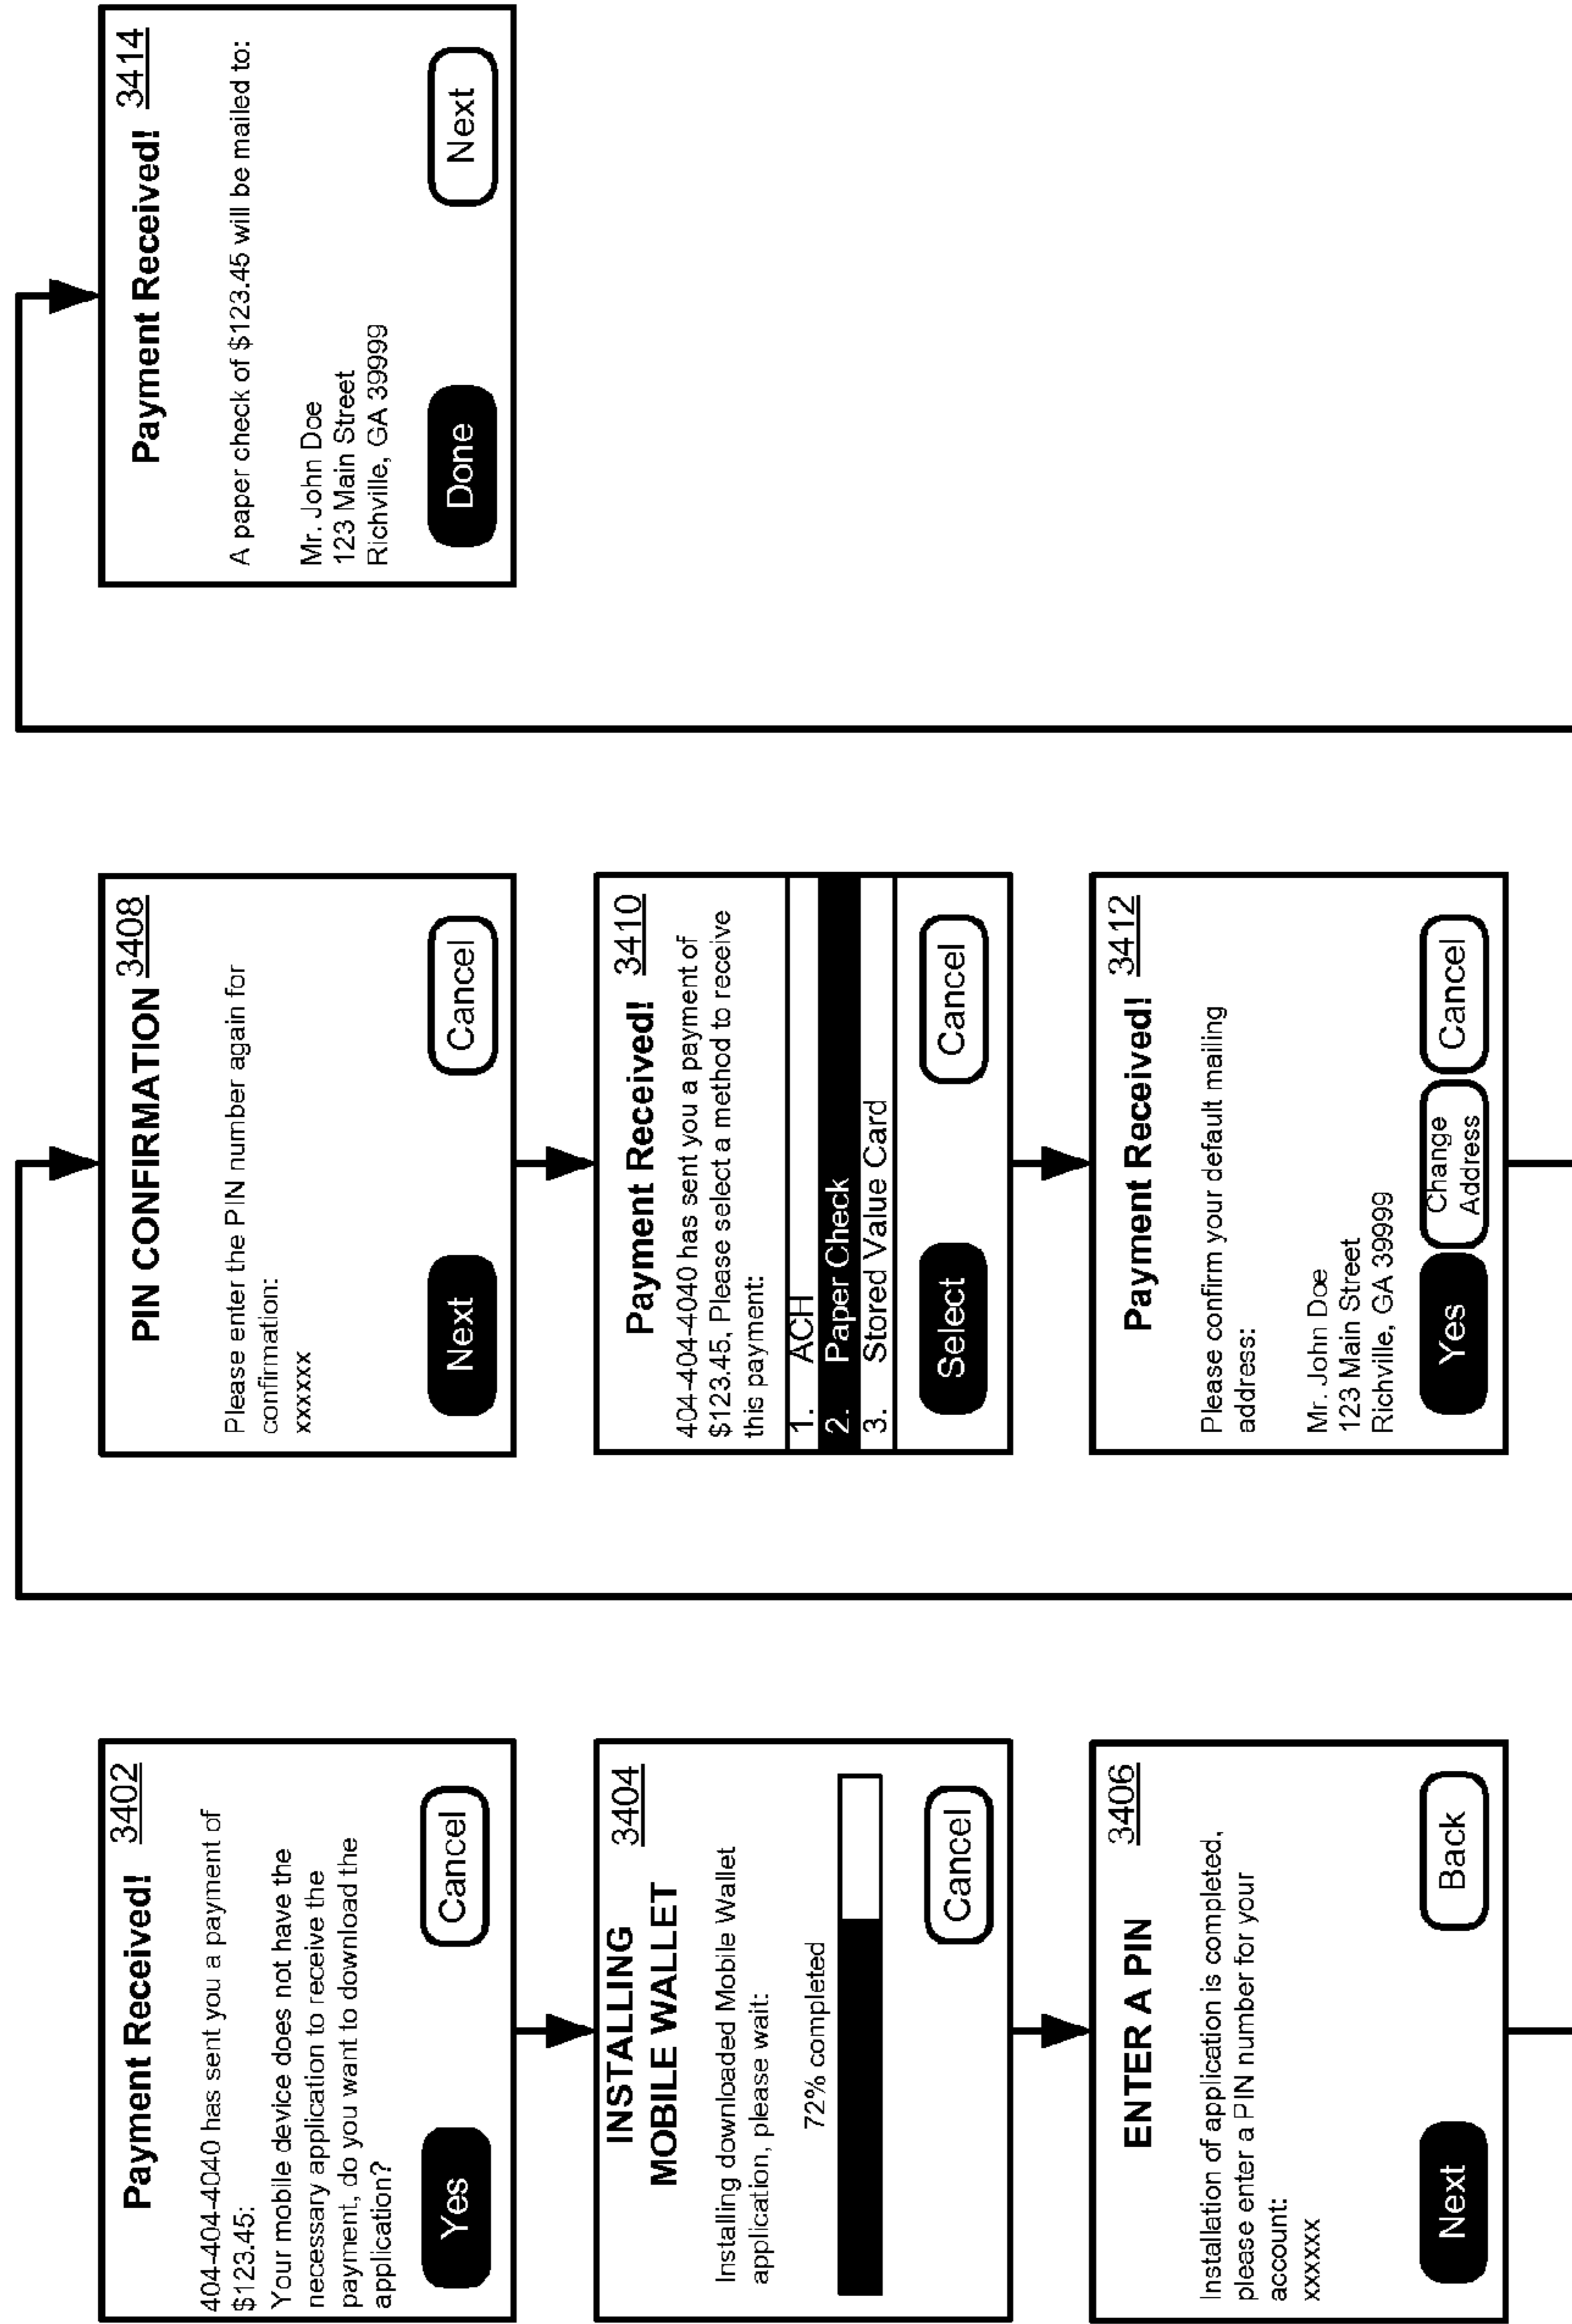 Payment Received! 3402
404-404-4040 has sent you a payment of
$123.45:
Your mobile device does not have the
necessary application to receive the
payment, do you want to download the
application?
Yes Cancel
INSTALLING 3404
MOBILE WALLET
Installing downloaded Mobile Wallet
application, please wait:
72% completed
Cancel
ENTER A PIN 3406
Installation of application is completed,
please enter a PIN number for your
account:
xxxxxx
Next Back
PIN CONFIRMATION 3408
Please enter the PIN number again for
confirmation:
xxxxxx
Next Cancel
Payment Received! 3410
404-404-4040 has sent you a payment of
$123.45, Please select a method to receive
this payment:
1. ACH
2. Paper Check
3. Stored Value Card
Select Cancel
Payment Received! 3412
Please confirm your default mailing
address:
Mr. John Doe
123 Main Street
Richville, GA 39999
Yes Change Address Cancel
Payment Received! 3414
A paper check of $123.45 will be mailed to:
Mr. John Doe
123 Main Street
Richville, GA 39999
Done Next